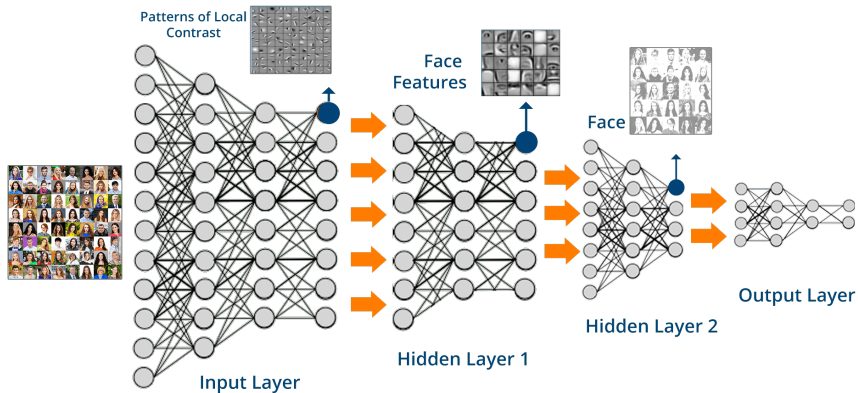 Patterns of Local
Contrast
Face
Features
Face
Input Layer
Hidden Layer 1
Hidden Layer 2
Output Layer